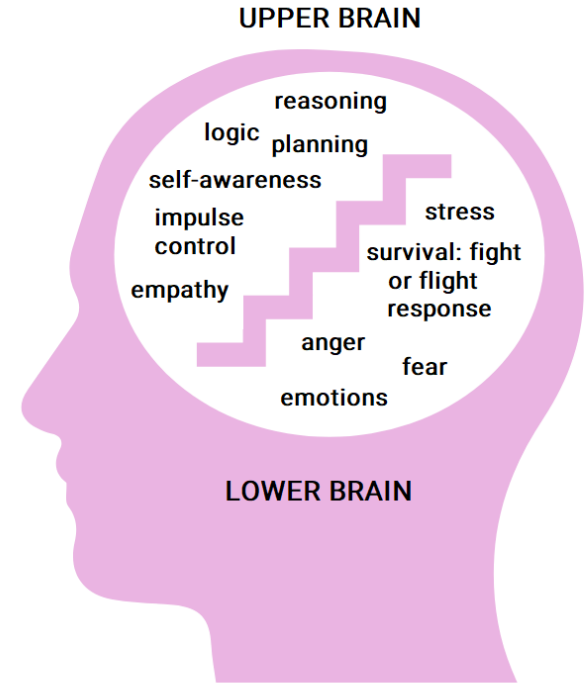 UPPER BRAIN
reasoning
logic
planning
self-awareness
impulse
control
empathy
stress
survival: fight
or flight
response
anger
fear
emotions
LOWER BRAIN